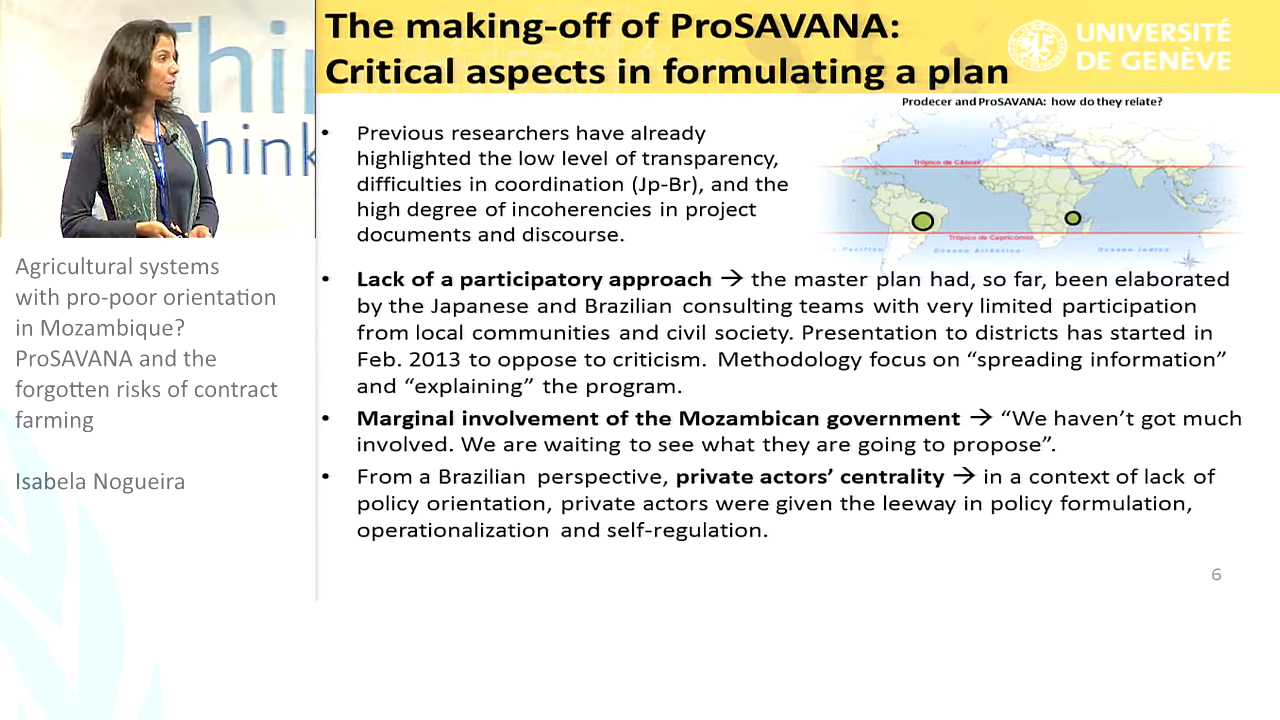 The making-off of ProSAVANA:
Critical aspects in formulating a plan
UNIVERSITÉ
DE GENÈVE
Thi
Think
Agricultural systems
with pro-poor orientation
in Mozambique?
ProSAVANA and the
forgotten risks of contract
farming
Isabela Nogueira
Prodecer and ProSAVANA: how do they relate?
Trópico de Câncer
Trópico de Capricórnio
Pacífico
Oceano Atlântico
Oceano Índico
• Previous researchers have already
highlighted the low level of transparency,
difficulties in coordination (Jp-Br), and the
high degree of incoherencies in project
documents and discourse.
• Lack of a participatory approach → the master plan had, so far, been elaborated
by the Japanese and Brazilian consulting teams with very limited participation
from local communities and civil society. Presentation to districts has started in
Feb. 2013 to oppose to criticism. Methodology focus on “spreading information”
and “explaining” the program.
• Marginal involvement of the Mozambican government → “We haven’t got much
involved. We are waiting to see what they are going to propose”.
• From a Brazilian perspective, private actors’ centrality → in a context of lack of
policy orientation, private actors were given the leeway in policy formulation,
operationalization and self-regulation.
6